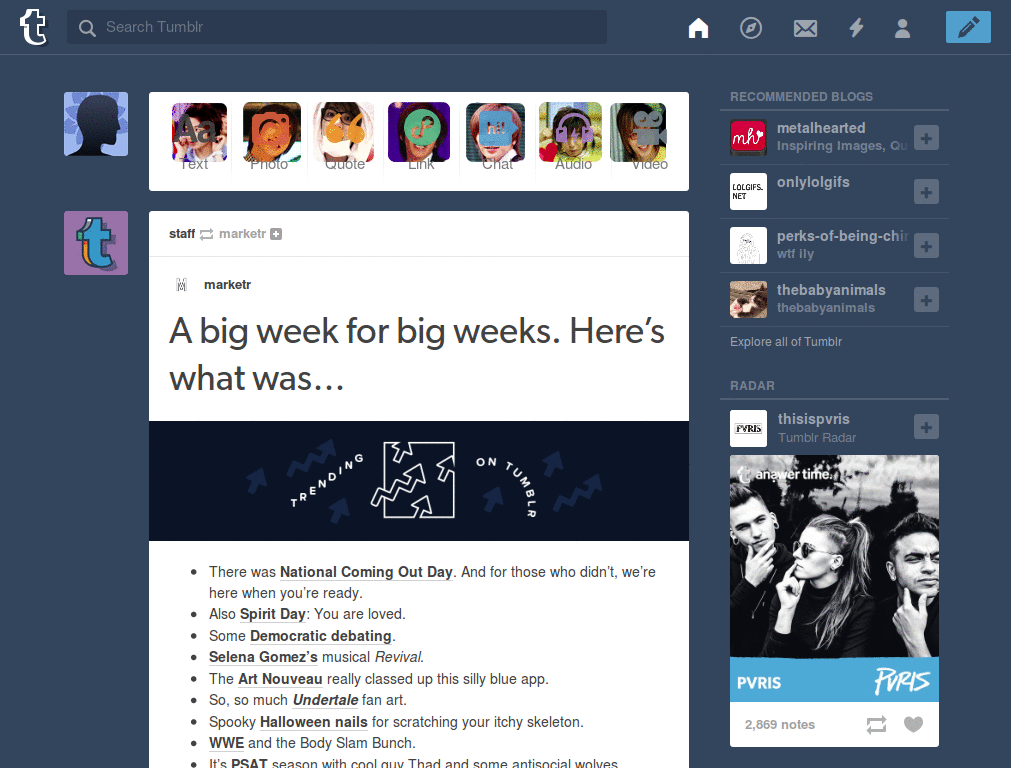 t
Search Tumblr
Aa
hi!
Text
Photo
Quote
Link
Chat
Audio
Video
t
staff marketr
marketr
A big week for big weeks. Here’s
what was...
TRENDING ON TUMBLR
There was National Coming Out Day. And for those who didn’t, we’re
here when you’re ready.
Also Spirit Day: You are loved.
Some Democratic debating.
Selena Gomez’s musical Revival.
The Art Nouveau really classed up this silly blue app.
So, so much Undertale fan art.
Spooky Halloween nails for scratching your itchy skeleton.
WWE and the Body Slam Bunch.
It’s PSAT season with cool guy Thad and some antisocial wolves
RECOMMENDED BLOGS
mh
metalhearted
Inspiring Images, Qu
LOLGIFS.
NET
onlylolgifs
perks-of-being-chin
wtf ily
thebabyanimals
thebabyanimals
Explore all of Tumblr
RADAR
PVRIS
thisispvris
Tumblr Radar
t answer time.
PVRIS
PVRIS
2,869 notes